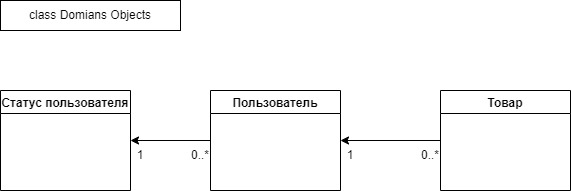 class Domians Objects
Статус пользователя
Пользователь
Товар
1
0..*
1
0..*